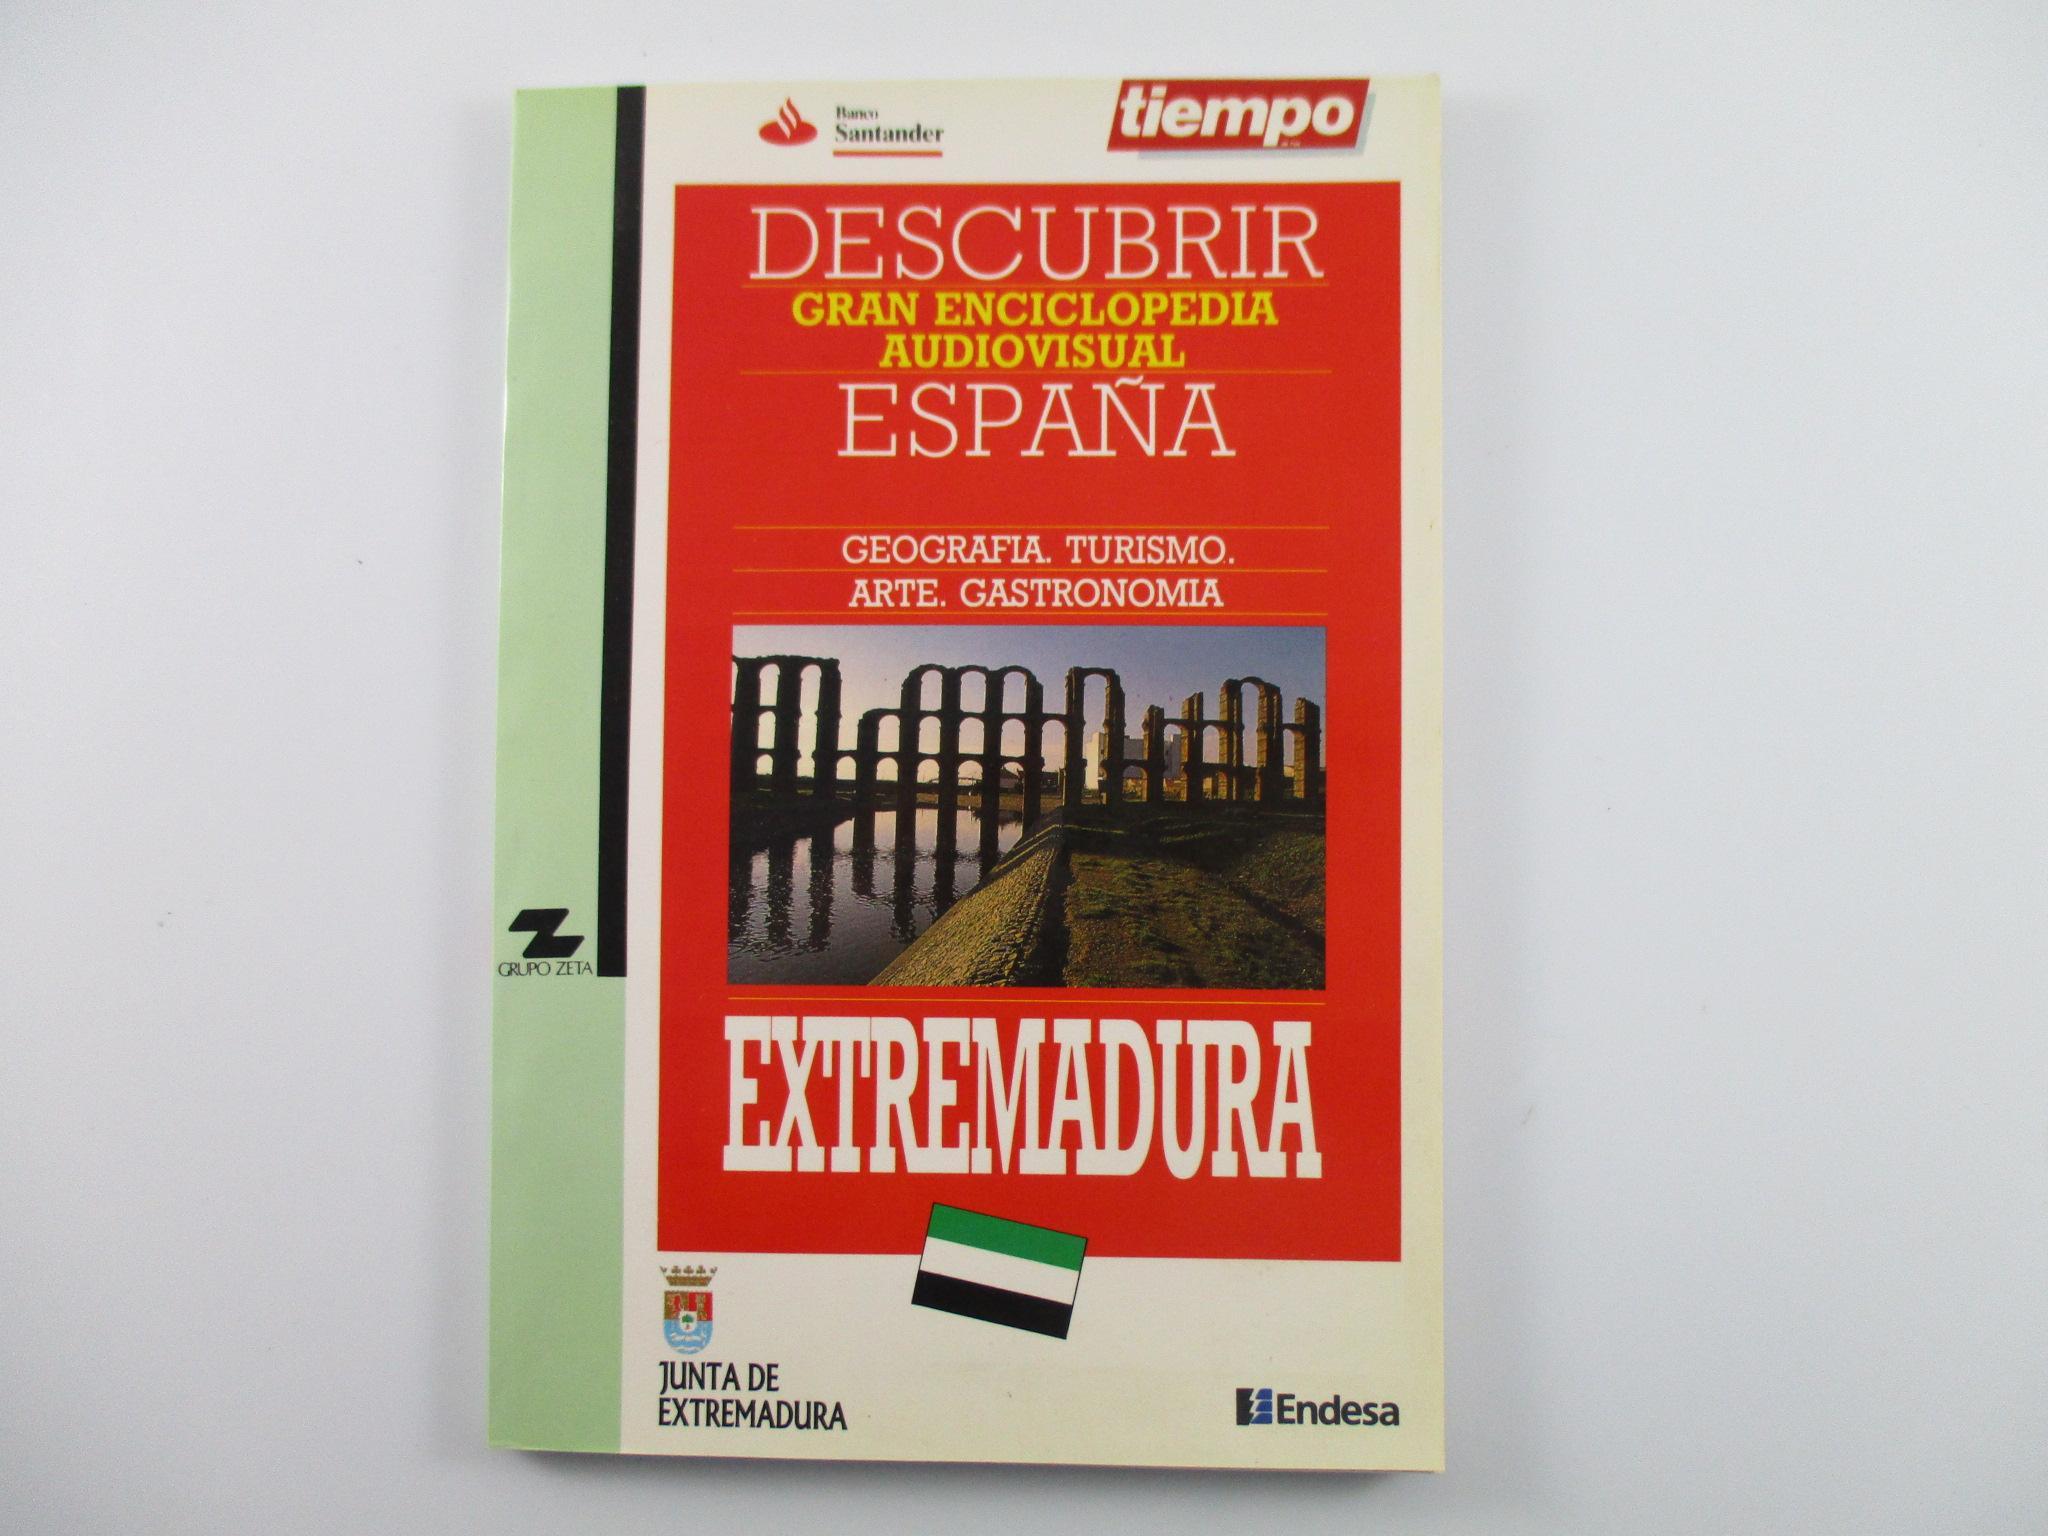 Banco
Santander
tiempo
DESCUBRIR
GRAN ENCICLOPEDIA
AUDIOVISUAL
ESPAÑA
GEOGRAFIA. TURISMO.
ARTE. GASTRONOMIA
GRUPO ZETA
EXTREMADURA
JUNTA DE
EXTREMADURA
Endesa